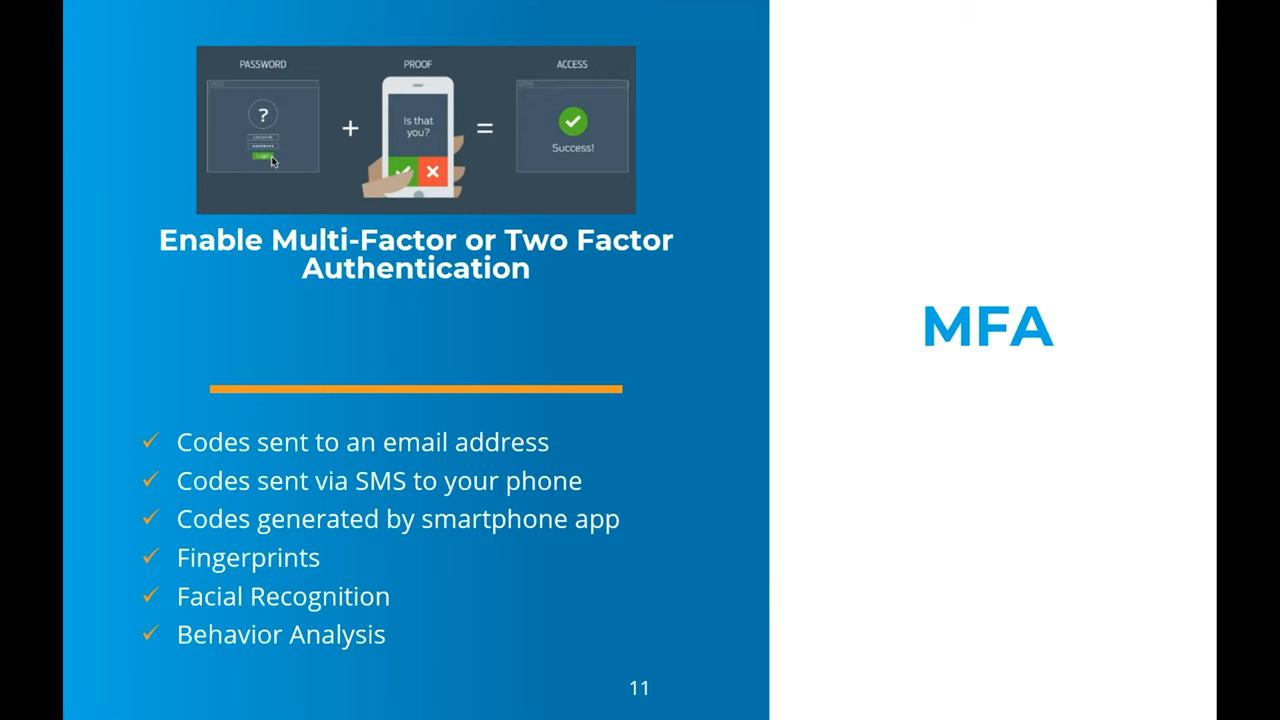 PASSWORD
PROOF
ACCESS
?
Login
+
Is that
you?
=
Success!
Enable Multi-Factor or Two Factor
Authentication
MFA
Codes sent to an email address
Codes sent via SMS to your phone
Codes generated by smartphone app
Fingerprints
Facial Recognition
Behavior Analysis
11